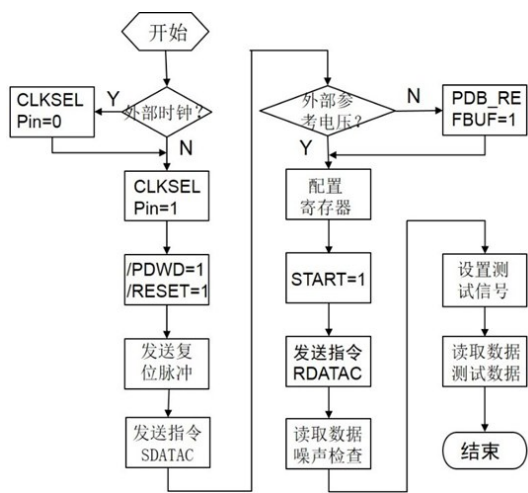 开始
外部时钟?
Y
CLKSEL
Pin=0
N
CLKSEL
Pin=1
/PDWD=1
/RESET=1
发送复
位脉冲
发送指令
SDATAC
外部参
考电压?
N
PDB_RE
FBUF=1
Y
配置
寄存器
START=1
发送指令
RDATAC
读取数据
噪声检查
设置测
试信号
读取数据
测试数据
结束